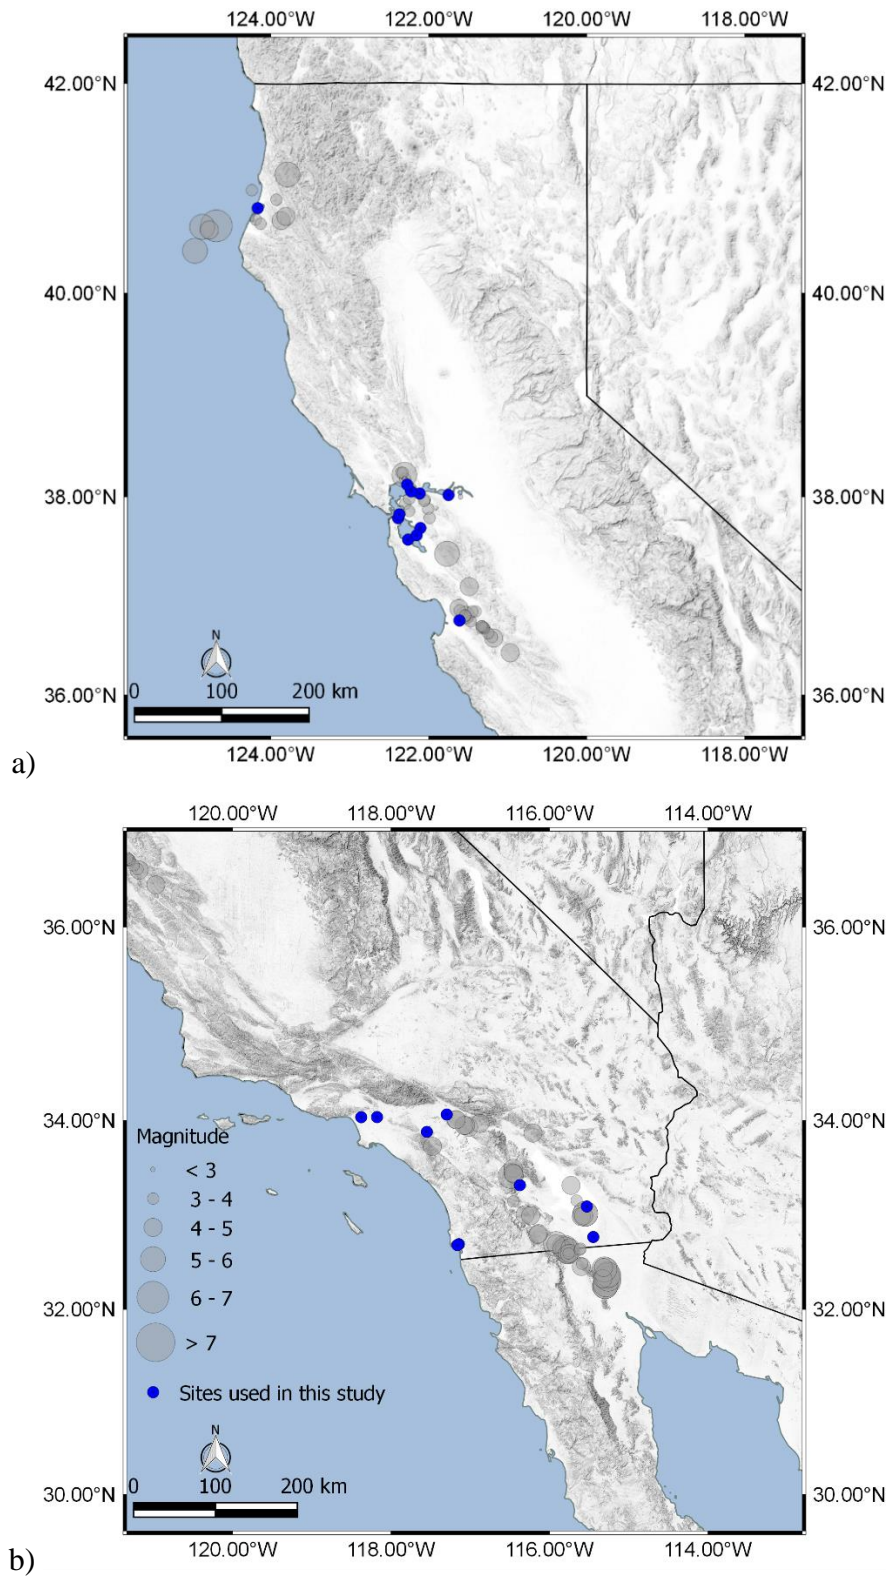 124.00°W 122.00°W 120.00°W 118.00°W
42.00°N 42.00°N
40.00°N 40.00°N
38.00°N 38.00°N
N
36.00°N 36.00°N
0 100 200 km
124.00°W 122.00°W 120.00°W 118.00°W
a)
120.00°W 118.00°W 116.00°W 114.00°W
36.00°N 36.00°N
34.00°N 34.00°N
Magnitude
< 3
3 - 4
4 - 5
5 - 6
32.00°N 32.00°N
6 - 7
> 7
Sites used in this study
N
0 100 200 km
30.00°N 30.00°N
120.00°W 118.00°W 116.00°W 114.00°W
b)